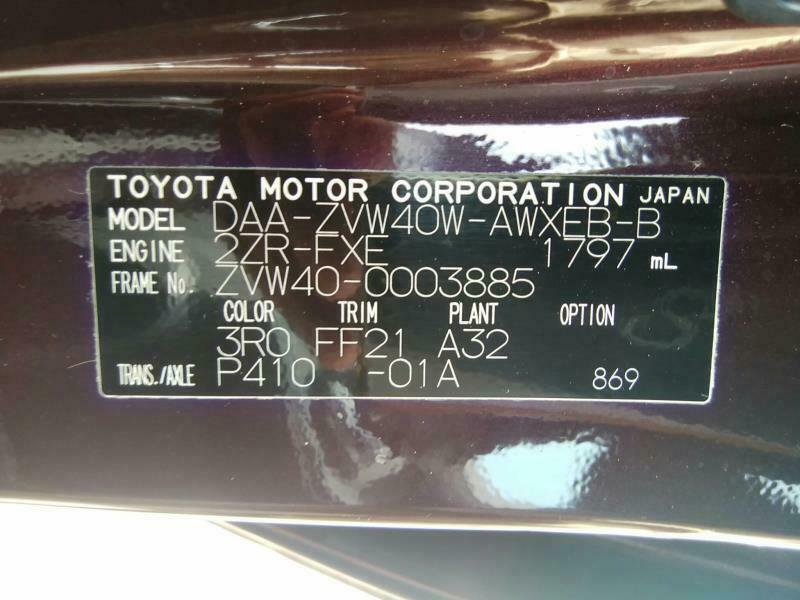 TOYOTA MOTOR CORPORATION JAPAN
MODEL DAA-ZVW40W-AWXEB-B
ENGINE 2ZR-FXE 1797 mL
FRAME No. ZVW40-0003885
COLOR TRIM PLANT OPTION
3R0 FF21 A32
TRANS./AXLE P410 -01A 869